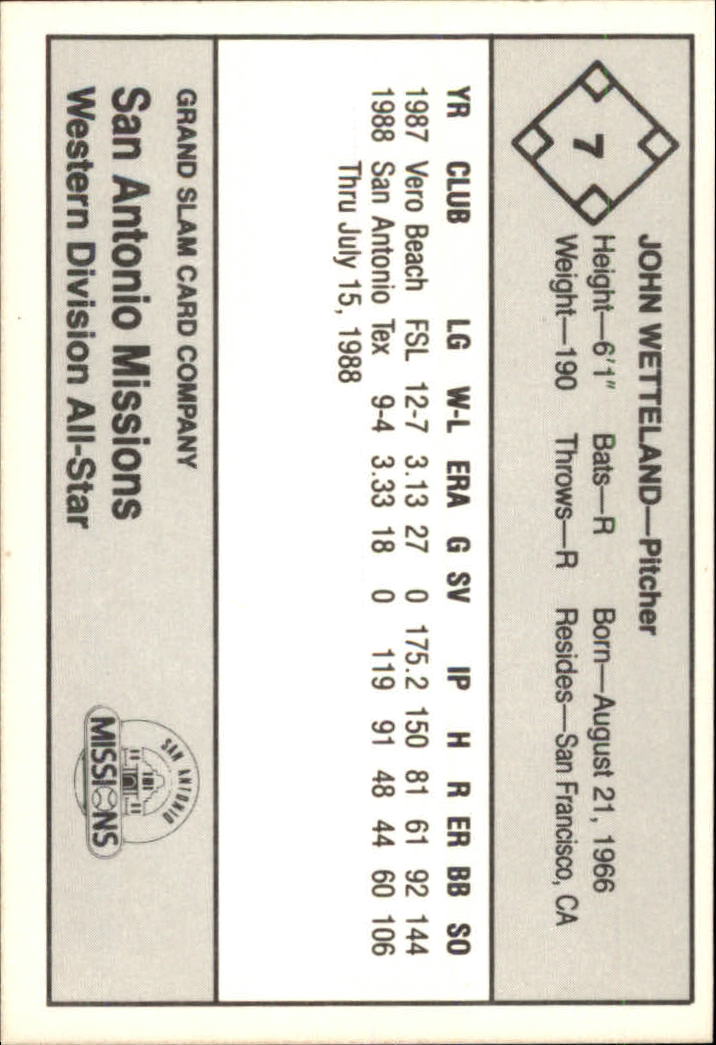 7
JOHN WETTELAND—Pitcher
Height—6'1" Bats—R Born—August 21, 1966
Weight—190 Throws—R Resides—San Francisco, CA
YR CLUB LG W-L ERA G SV IP H R ER BB SO
1987 Vero Beach FSL 12-7 3.13 27 0 175.2 150 81 61 92 144
1988 San Antonio Tex 9-4 3.33 18 0 119 91 48 44 60 106
Thru July 15, 1988
GRAND SLAM CARD COMPANY
San Antonio Missions
Western Division All-Star
SAN ANTONIO
MISSIONS